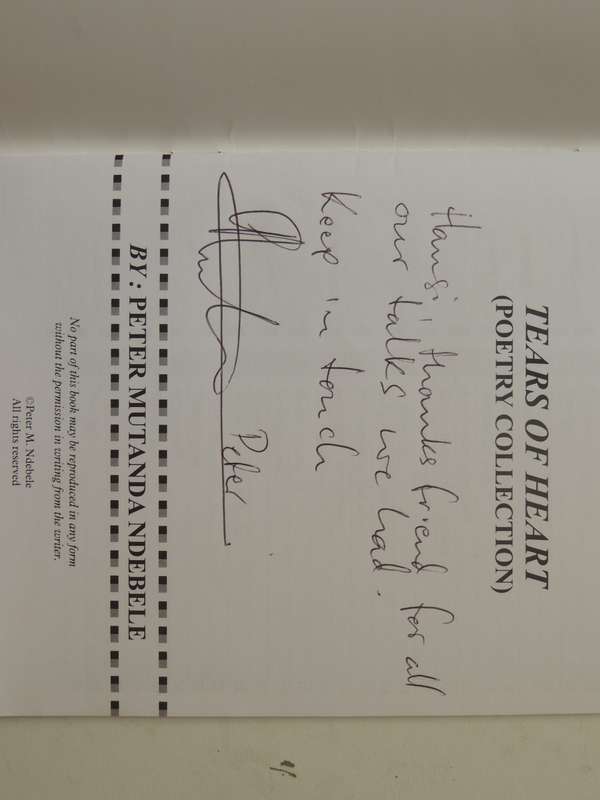 TEARS OF HEART
(POETRY COLLECTION)
Hansi, thanks friend for all
our talks we had.
Keep in touch
Peter
BY : PETER MUTANDA NDEBELE
No part of this book may be reproduced in any form
without the permission in writing from the writer.
©Peter M. Ndebele
All rights reserved